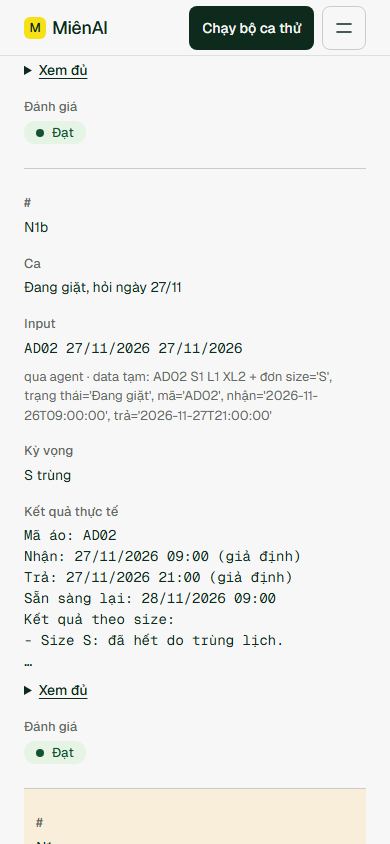 M MiênAI
Chạy bộ ca thử
▶ Xem đủ
Đánh giá
● Đạt
#
N1b
Ca
Đang giặt, hỏi ngày 27/11
Input
AD02 27/11/2026 27/11/2026
qua agent · data tạm: AD02 S1 L1 XL2 + đơn size='S',
trạng thái='Đang giặt', mã='AD02', nhận='2026-11-
26T09:00:00', trả='2026-11-27T21:00:00'
Kỳ vọng
S trùng
Kết quả thực tế
Mã áo: AD02
Nhận: 27/11/2026 09:00 (giả định)
Trả: 27/11/2026 21:00 (giả định)
Sẵn sàng lại: 28/11/2026 09:00
Kết quả theo size:
- Size S: đã hết do trùng lịch.
…
▶ Xem đủ
Đánh giá
● Đạt
#